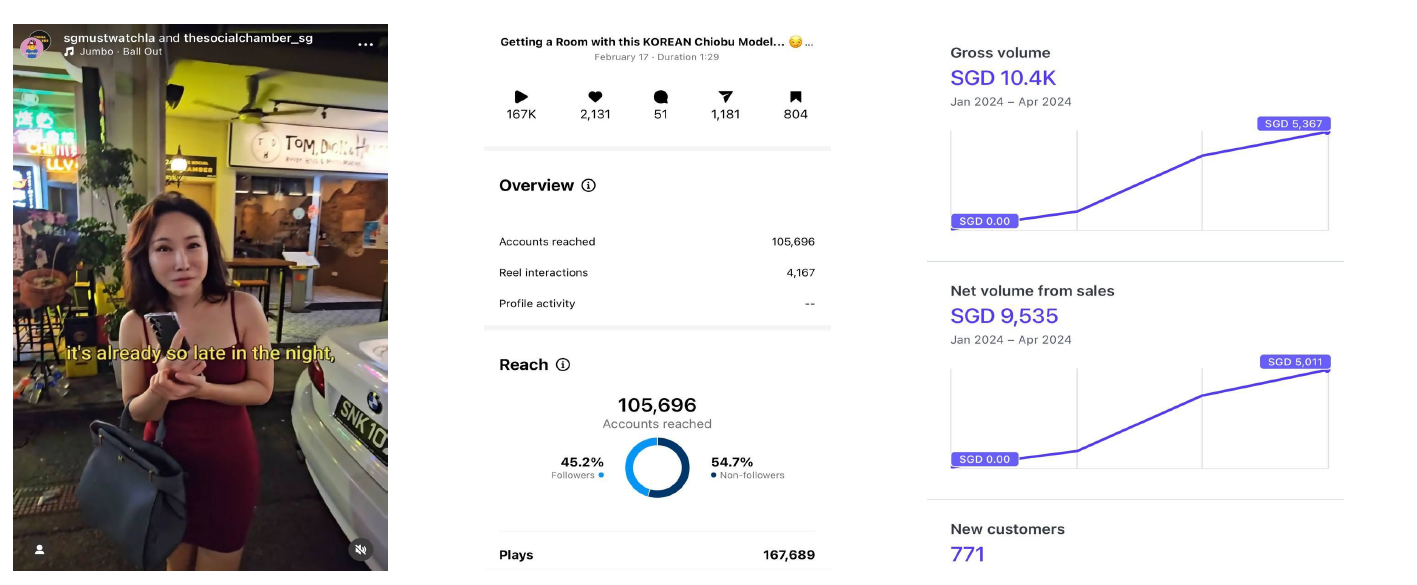 sgmustwatchla and thesocialchamber_sg
Jumbo · Ball Out
烧
CHAMBER
it's already so late in the night,
SNK 10
Getting a Room with this KOREAN Chiobu Model... 😏...
February 17 · Duration 1:29
167K 2,131 51 1,181 804
Overview
Accounts reached 105,696
Reel interactions 4,167
Profile activity --
Reach
105,696
Accounts reached
45.2% 54.7%
Followers Non-followers
Plays 167,689
Gross volume
SGD 10.4K
Jan 2024 – Apr 2024
SGD 5,367
SGD 0.00
Net volume from sales
SGD 9,535
Jan 2024 – Apr 2024
SGD 5,011
SGD 0.00
New customers
771